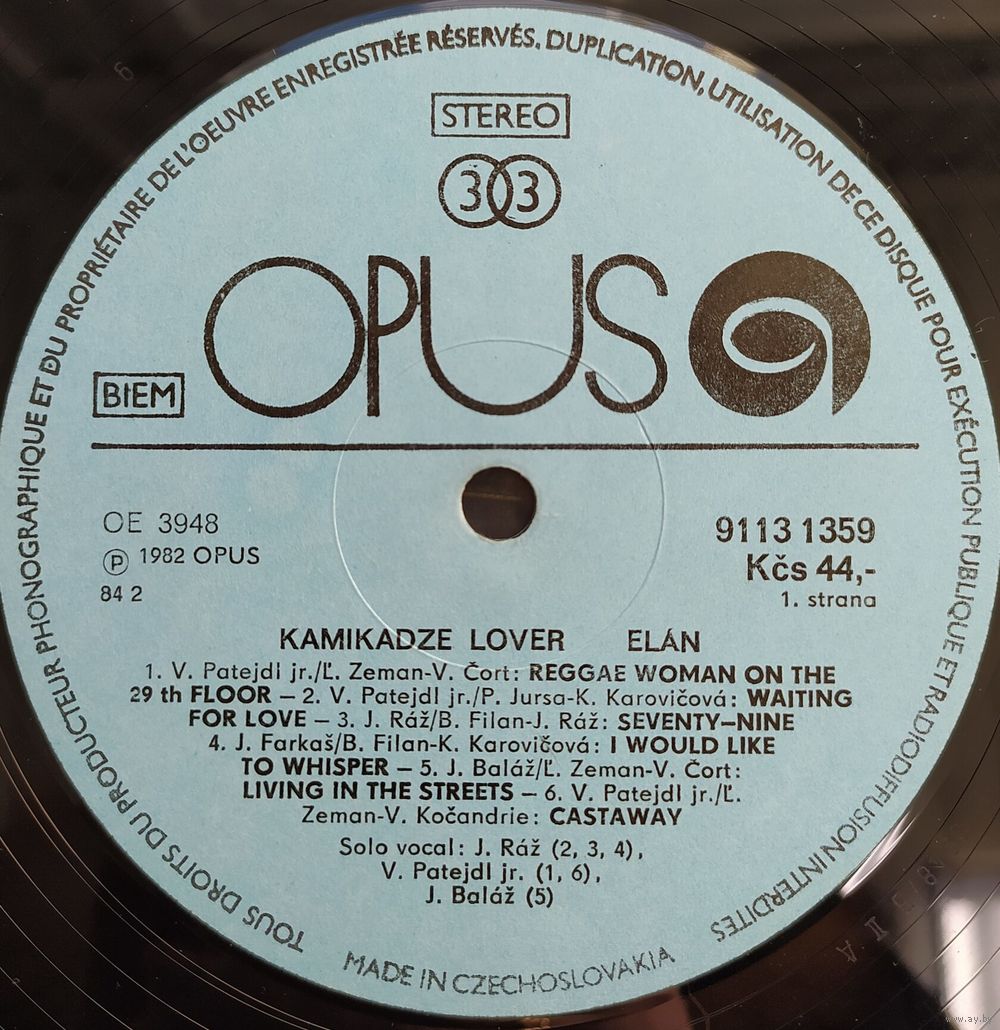 TOUS DROITS DU PRODUCTEUR PHONOGRAPHIQUE ET DU PROPRIÉTAIRE DE L'OEUVRE ENREGISTRÉE RÉSERVÉS. DUPLICATION, UTILISATION DE CE DISQUE POUR EXÉCUTION PUBLIQUE ET RADIODIFFUSION INTERDITES
STEREO
33
OPUS
BIEM
OE 3948
℗ 1982 OPUS
84 2
9113 1359
Kčs 44,-
1. strana
KAMIKADZE LOVER ELÁN
1. V. Patejdl jr./Ľ. Zeman-V. Čort: REGGAE WOMAN ON THE
29 th FLOOR – 2. V. Patejdl jr./P. Jursa-K. Karovičová: WAITING
FOR LOVE – 3. J. Ráž/B. Filan-J. Ráž: SEVENTY–NINE
4. J. Farkaš/B. Filan-K. Karovičová: I WOULD LIKE
TO WHISPER – 5. J. Baláž/Ľ. Zeman-V. Čort:
LIVING IN THE STREETS – 6. V. Patejdl jr./Ľ.
Zeman-V. Kočandrie: CASTAWAY
Solo vocal: J. Ráž (2, 3, 4),
V. Patejdl jr. (1, 6),
J. Baláž (5)
MADE IN CZECHOSLOVAKIA
www.ay.by